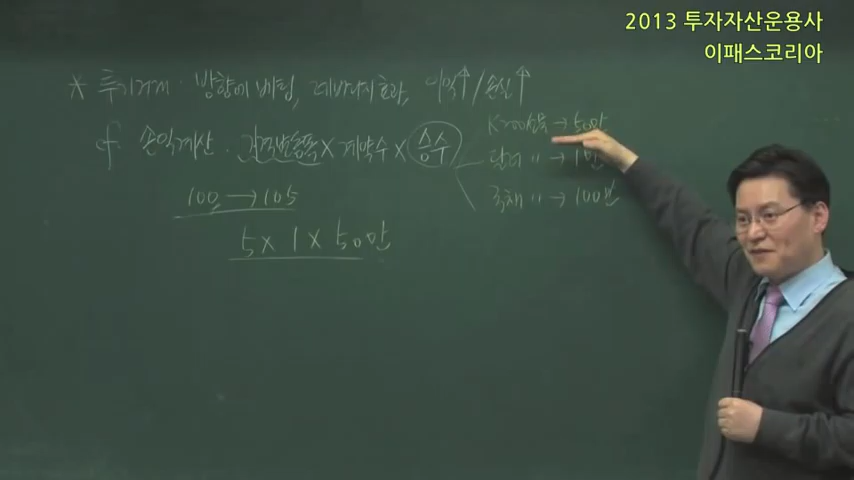 2013 투자자산운용사
이패스코리아
* 투기거래 : 방향에 베팅, 레버리지효과, 이익↑/손실↑
cf. 손익계산 : 가격변동폭 × 계약수 × 승수
K200선물 → 50만
달러 〃 → 1만
국채 〃 → 100만
100 → 105
5 × 1 × 50만